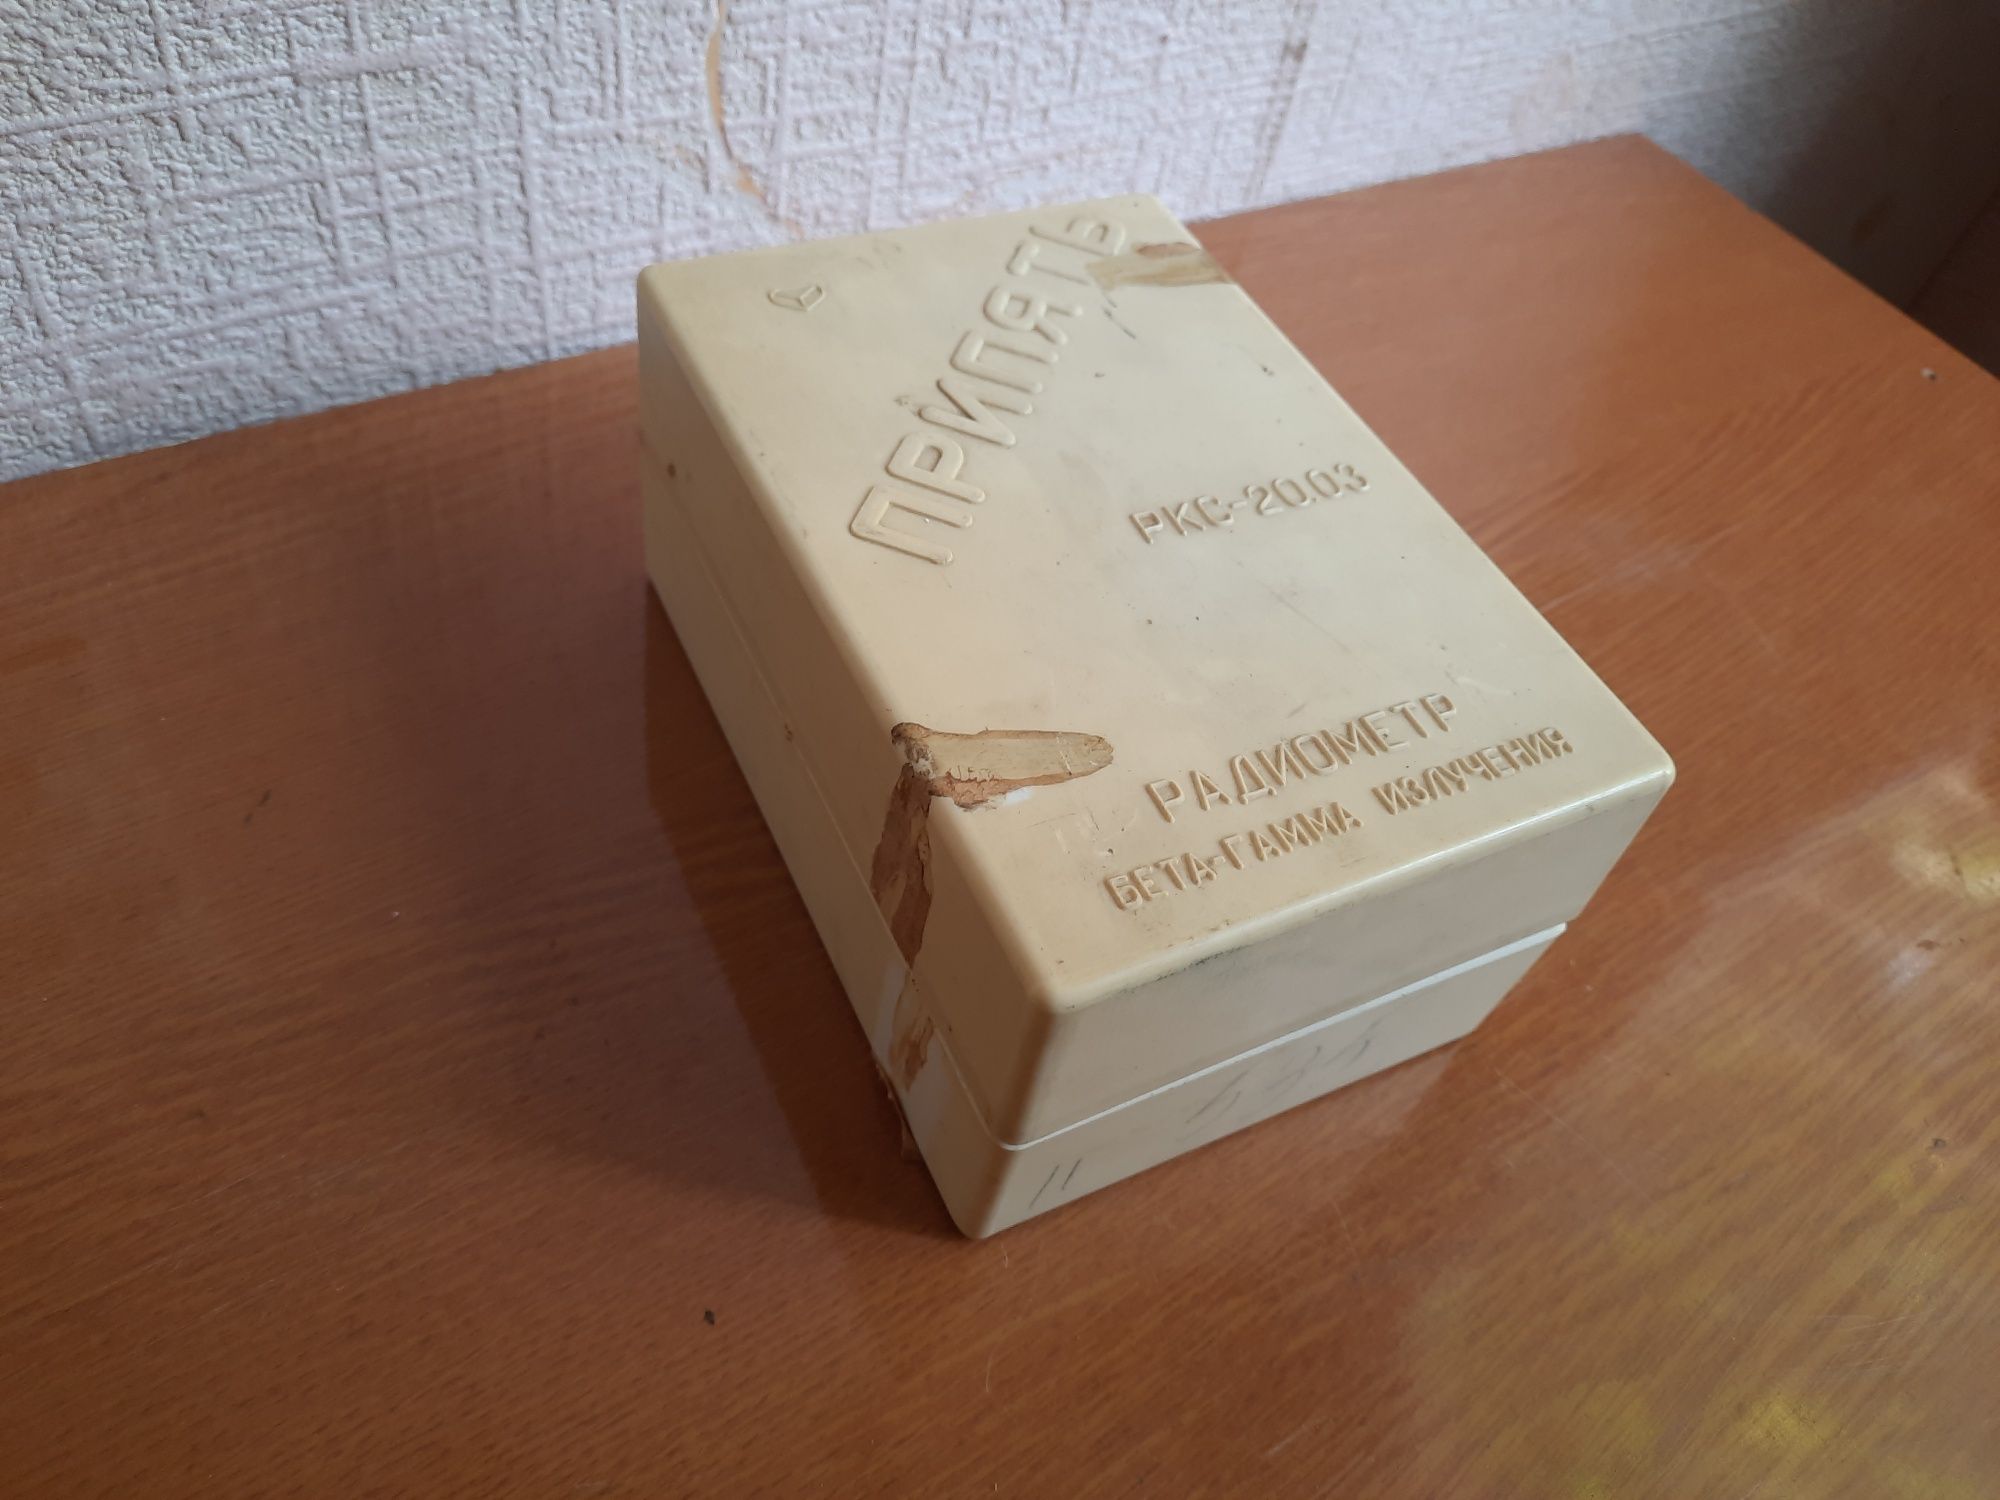 ПРИПЯТЬ
РКС-20.03
РАДИОМЕТР
БЕТА-ГАММА ИЗЛУЧЕНИЯ